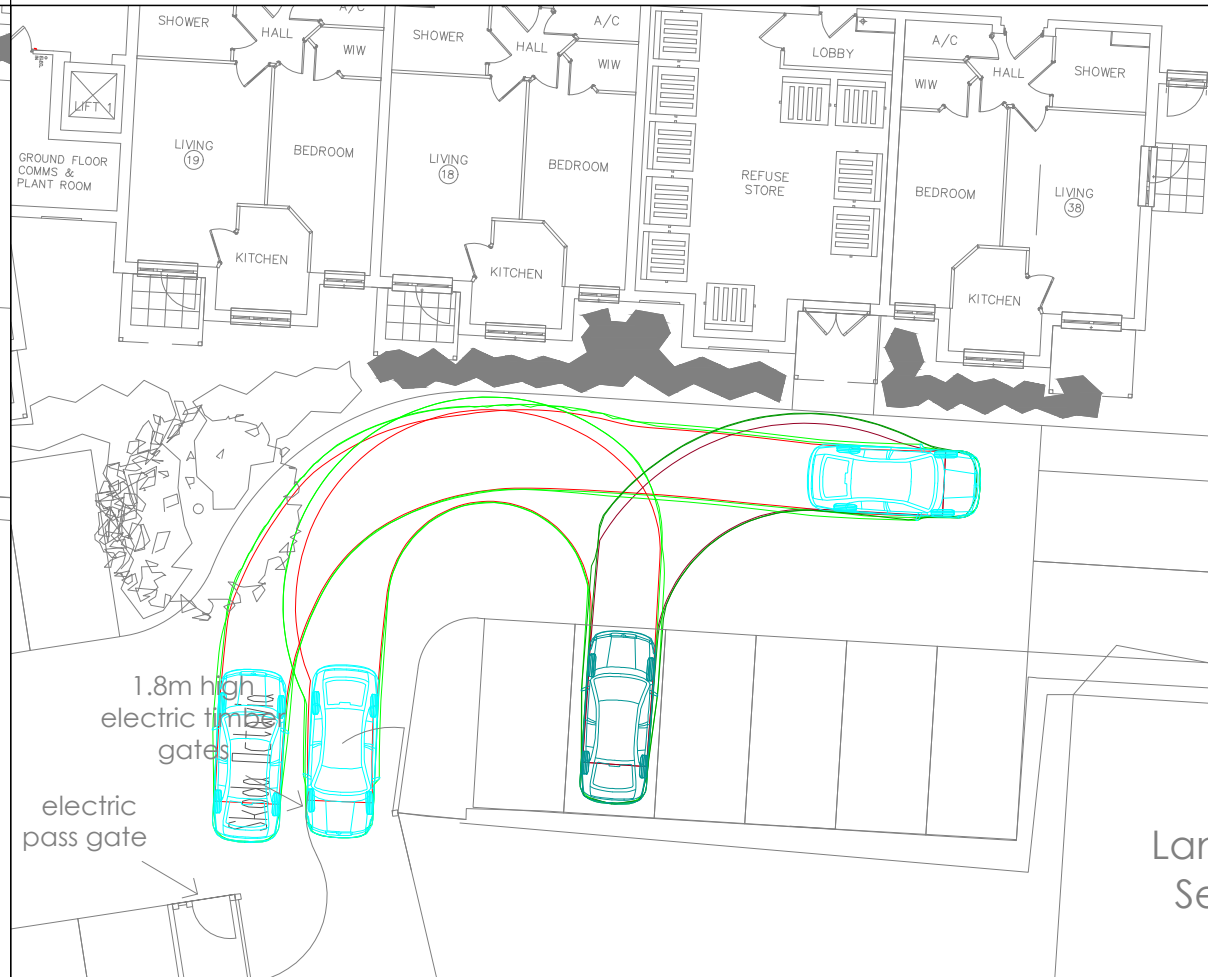 A/C
SHOWER
HALL
WIW
SHOWER
HALL
A/C
WIW
LOBBY
A/C
HALL
SHOWER
WIW
LIFT 1
GROUND FLOOR
COMMS &
PLANT ROOM
LIVING
19
BEDROOM
LIVING
18
BEDROOM
REFUSE
STORE
BEDROOM
LIVING
38
KITCHEN
KITCHEN
KITCHEN
1.8m high
electric timber
gates
Skoda Octavia
electric
pass gate
Lar
Se